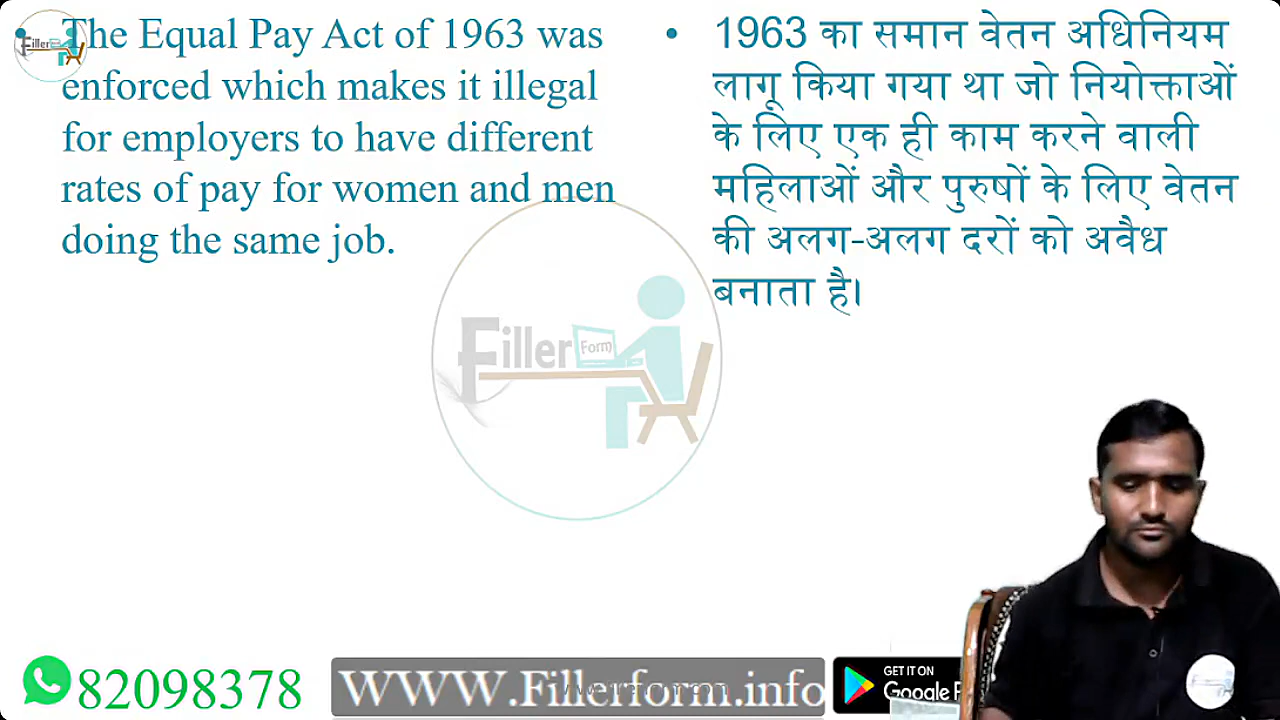 The Equal Pay Act of 1963 was
enforced which makes it illegal
for employers to have different
rates of pay for women and men
doing the same job.
1963 का समान वेतन अधिनियम
लागू किया गया था जो नियोक्ताओं
के लिए एक ही काम करने वाली
महिलाओं और पुरुषों के लिए वेतन
की अलग-अलग दरों को अवैध
बनाता है।
Filler Form
82098378
WWW.Fillerform.info
GET IT ON
Google